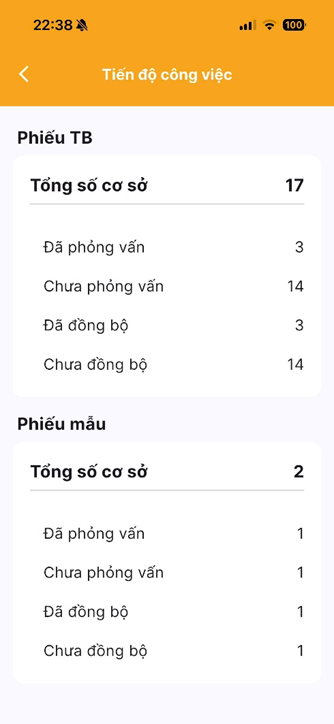 22:38
100
Tiến độ công việc
Phiếu TB
Tổng số cơ sở 17
Đã phỏng vấn 3
Chưa phỏng vấn 14
Đã đồng bộ 3
Chưa đồng bộ 14
Phiếu mẫu
Tổng số cơ sở 2
Đã phỏng vấn 1
Chưa phỏng vấn 1
Đã đồng bộ 1
Chưa đồng bộ 1